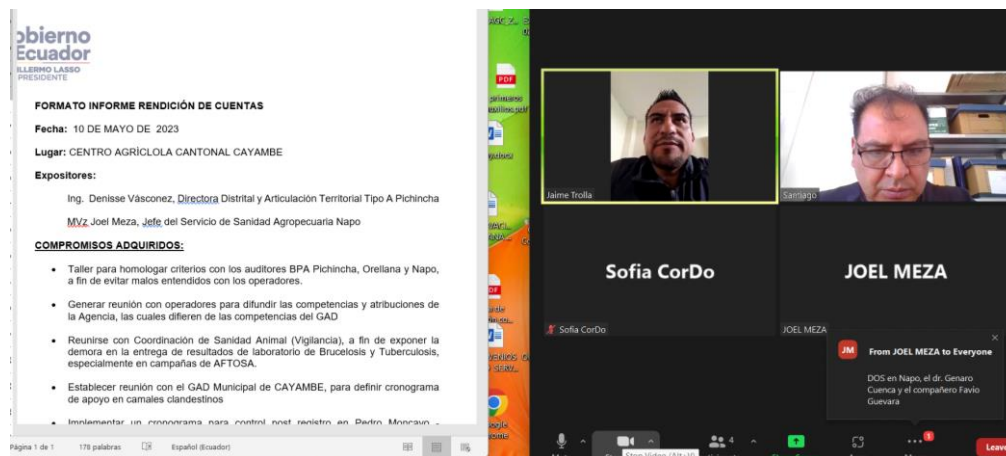 obierno
Ecuador
ILLERMO LASSO
PRESIDENTE
FORMATO INFORME RENDICIÓN DE CUENTAS
Fecha: 10 DE MAYO DE 2023
Lugar: CENTRO AGRÍCLOLA CANTONAL CAYAMBE
Expositores:
Ing. Denisse Vásconez, Directora Distrital y Articulación Territorial Tipo A Pichincha
MVz Joel Meza, Jefe del Servicio de Sanidad Agropecuaria Napo
COMPROMISOS ADQUIRIDOS:
• Taller para homologar criterios con los auditores BPA Pichincha, Orellana y Napo,
a fin de evitar malos entendidos con los operadores.
• Generar reunión con operadores para difundir las competencias y atribuciones de
la Agencia, las cuales difieren de las competencias del GAD
• Reunirse con Coordinación de Sanidad Animal (Vigilancia), a fin de exponer la
demora en la entrega de resultados de laboratorio de Brucelosis y Tuberculosis,
especialmente en campañas de AFTOSA.
• Establecer reunión con el GAD Municipal de CAYAMBE, para definir cronograma
de apoyo en camales clandestinos
• Implementar un cronograma para control post registro en Pedro Moncayo -
Página 1 de 1
178 palabras
Español (Ecuador)
PDF
primeros
auxilios.pdf
PDF
Jaime Trolla
Santiago
Sofia CorDo
JOEL MEZA
Sofia CorDo
JOEL MEZA
JM
From JOEL MEZA to Everyone
DOS en Napo, el dr. Genaro
Cuenca y el compañero Favio
Guevara
4
1
Stop Video (Alt+V)
Leave